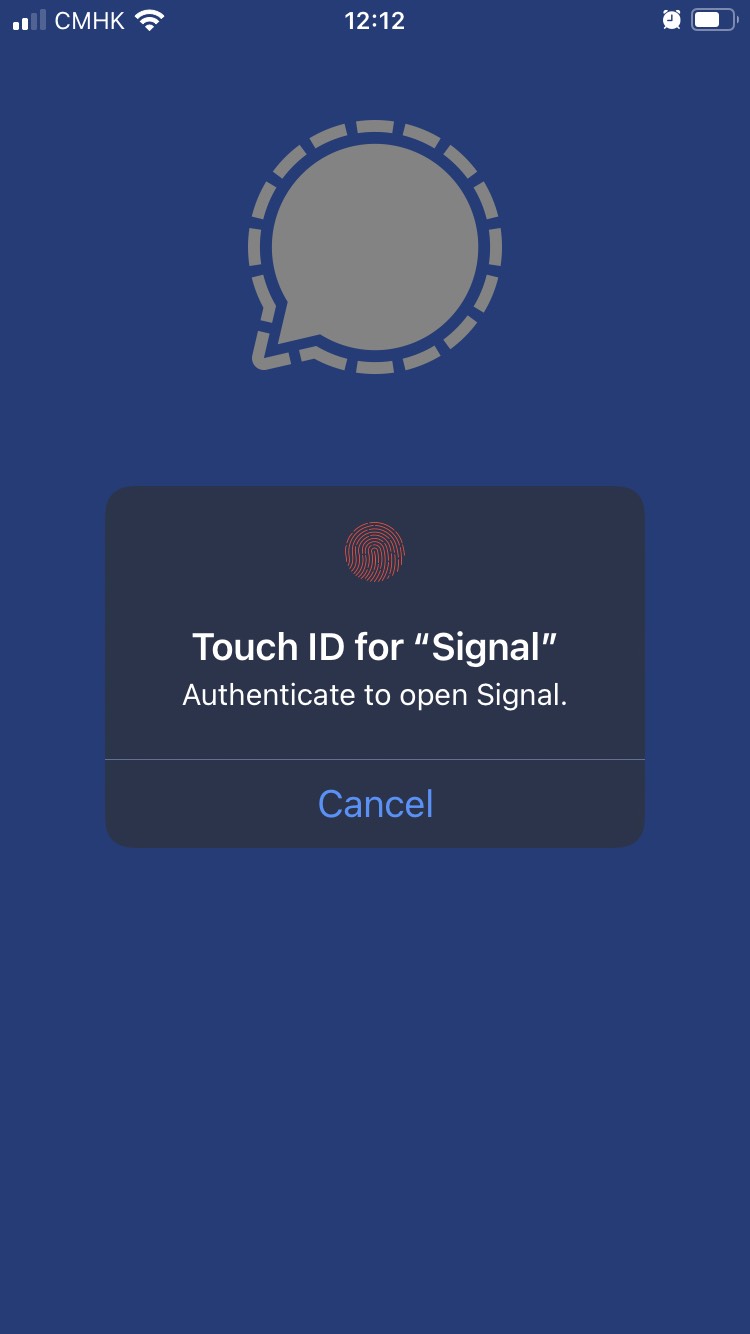 CMHK 12:12
Touch ID for “Signal”
Authenticate to open Signal.
Cancel